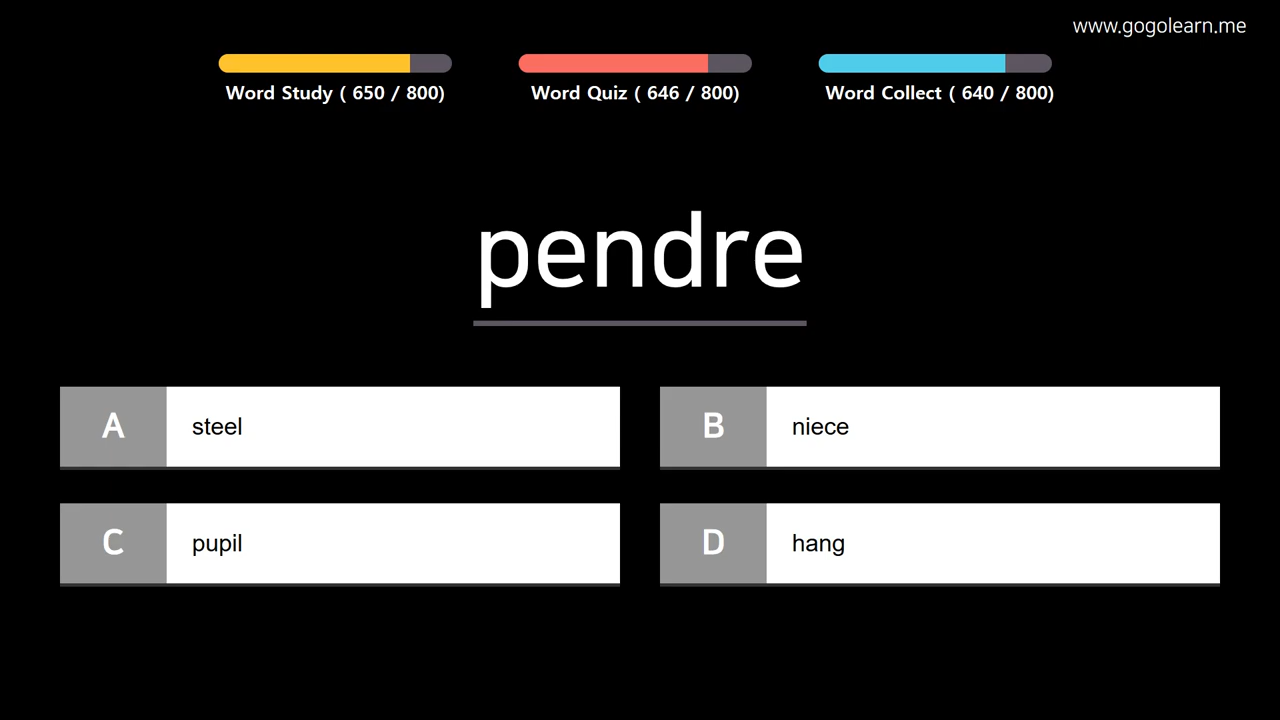 www.gogolearn.me
Word Study ( 650 / 800)
Word Quiz ( 646 / 800)
Word Collect ( 640 / 800)
pendre
A steel
B niece
C pupil
D hang